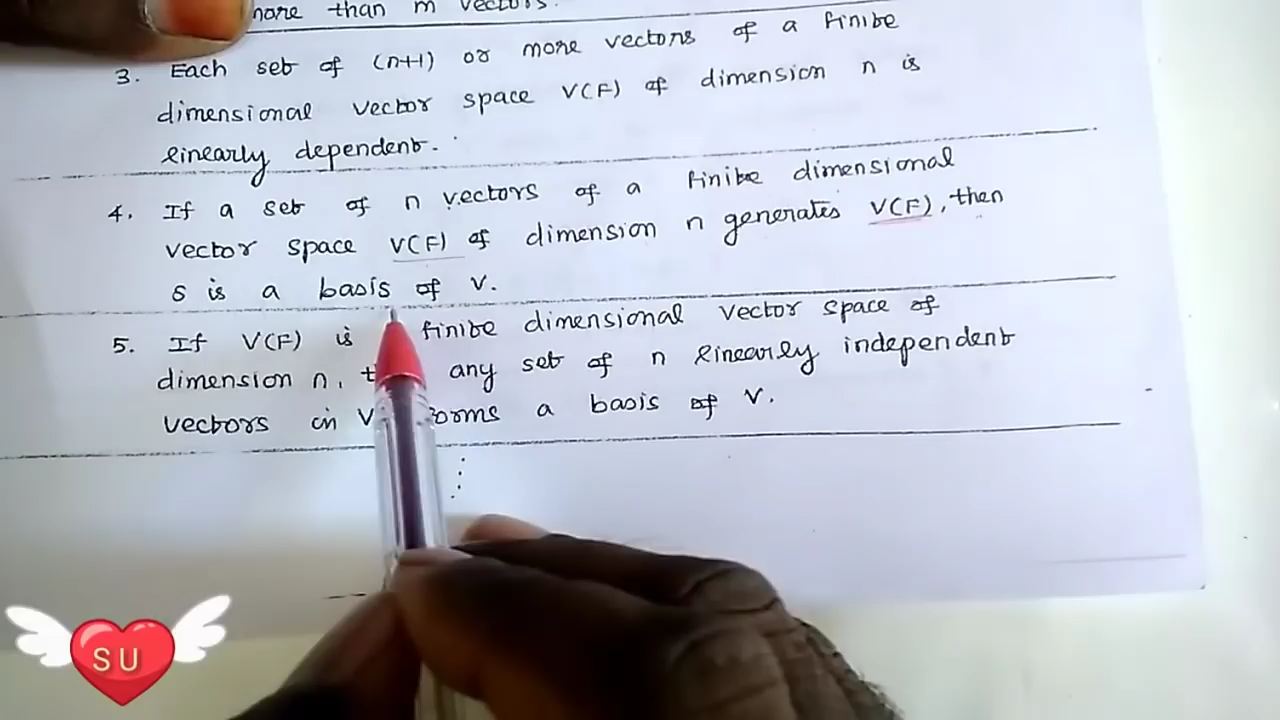 more than m vectors.
3. Each set of (n+1) or more vectors of a finite
dimensional vector space V(F) of dimension n is
linearly dependent.
4. If a set of n vectors of a finite dimensional
vector space V(F) of dimension n generates V(F), then
S is a basis of V.
5. If V(F) is finite dimensional vector space of
dimension n, any set of n linearly independent
vectors in V forms a basis of V.
SU